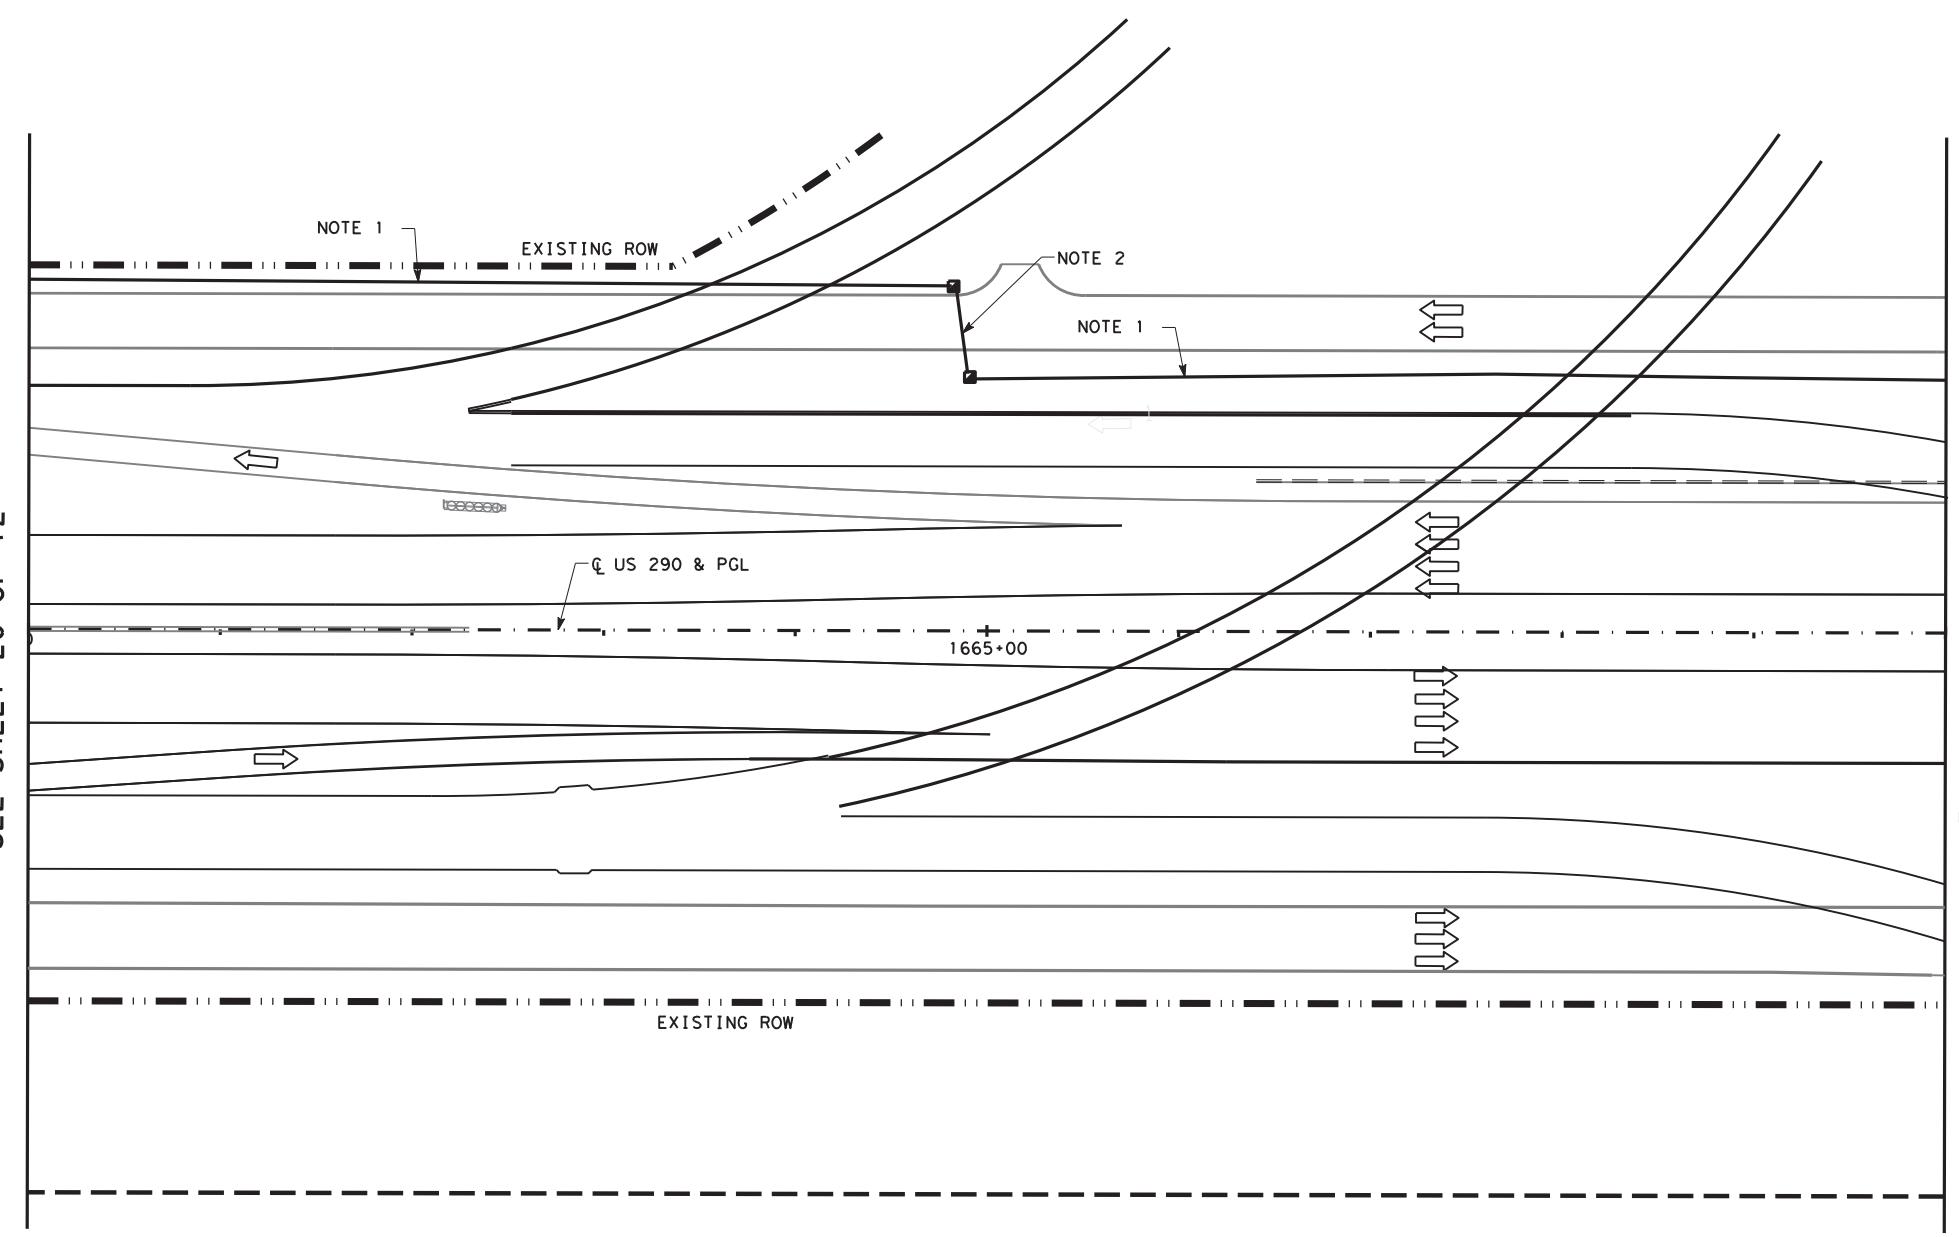 NOTE 1
EXISTING ROW
NOTE 2
NOTE 1
℄ US 290 & PGL
1665+00
EXISTING ROW